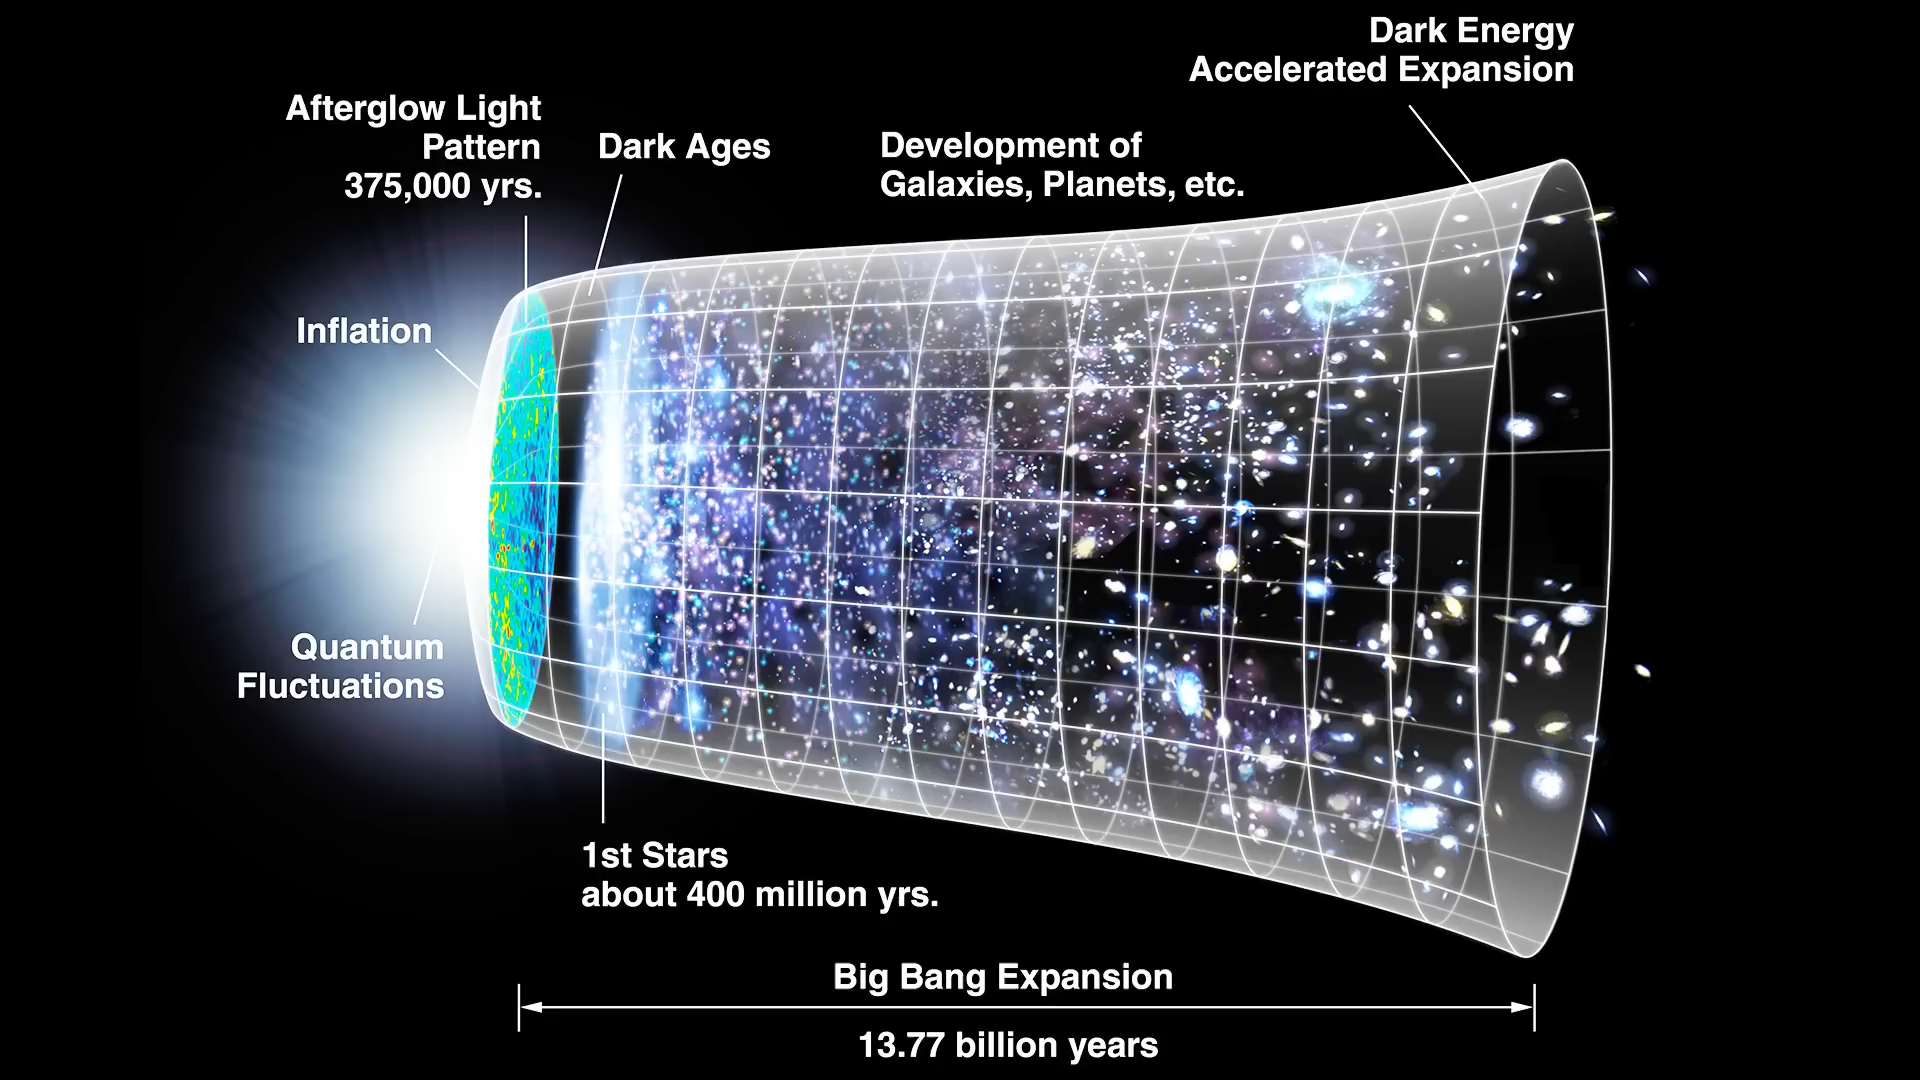 Dark Energy
Accelerated Expansion
Afterglow Light
Pattern
375,000 yrs.
Dark Ages
Development of
Galaxies, Planets, etc.
Inflation
Quantum
Fluctuations
1st Stars
about 400 million yrs.
Big Bang Expansion
13.77 billion years